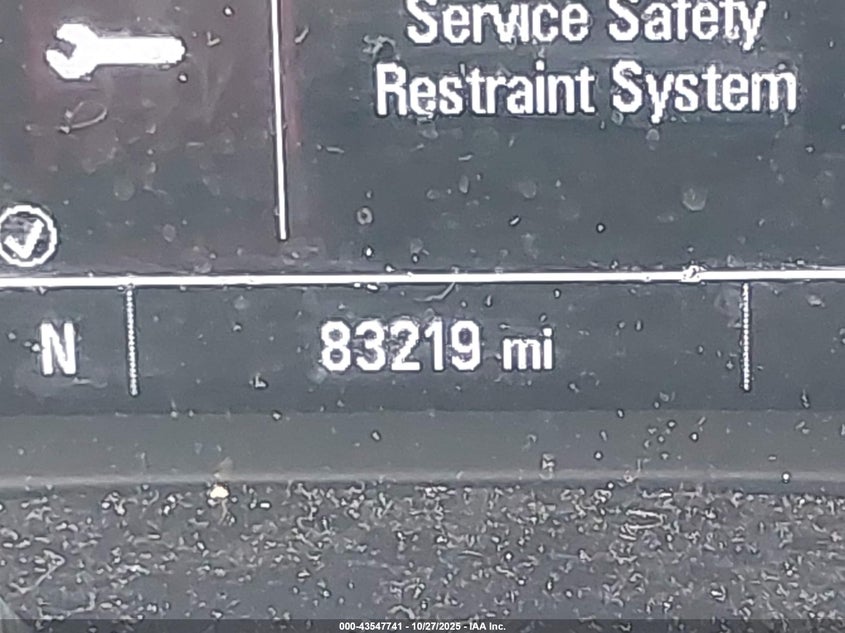 Service Safety
Restraint System
N
83219 mi
000-43547741 - 10/27/2025 - IAA Inc.